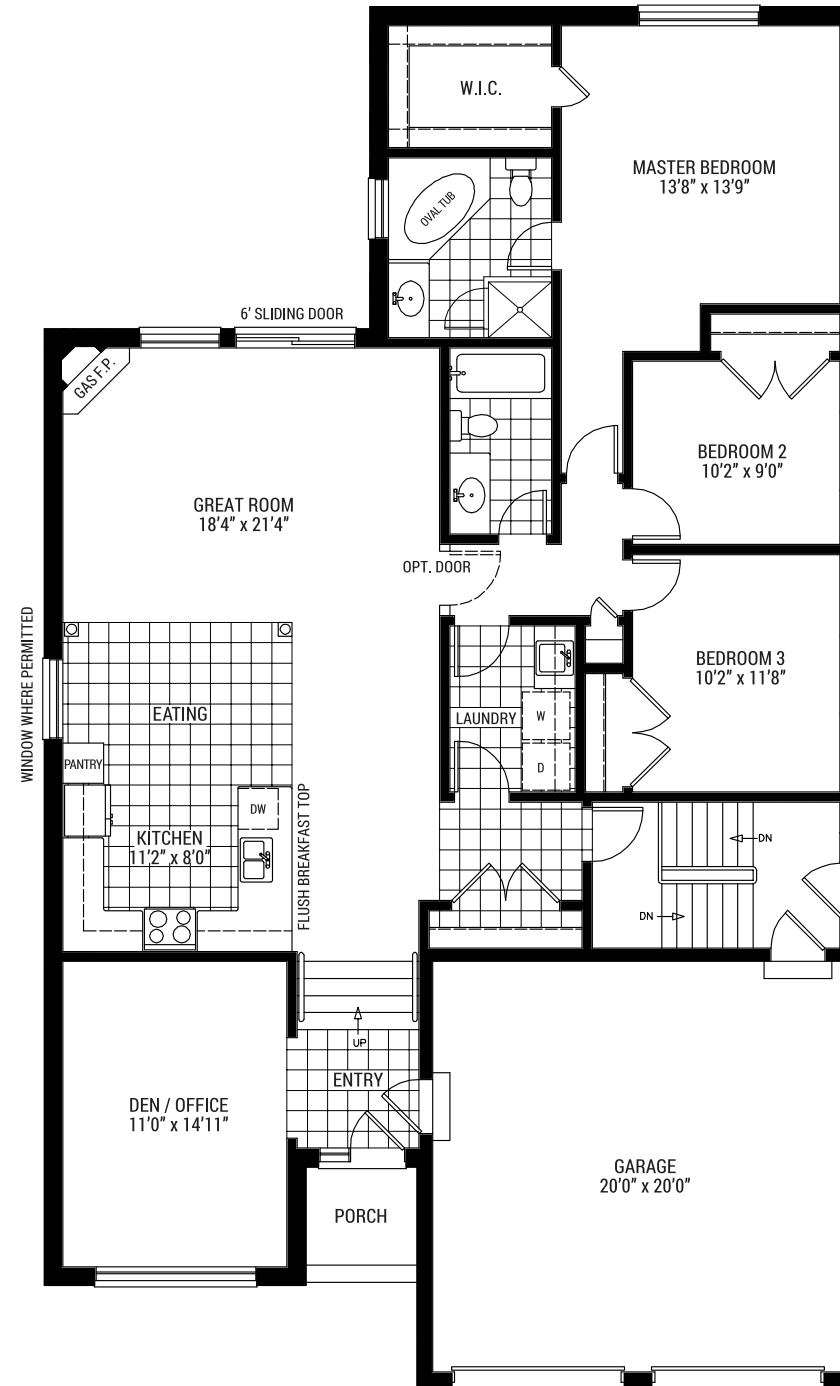 W.I.C.
MASTER BEDROOM
13'8" x 13'9"
OVAL TUB
6' SLIDING DOOR
GAS F.P.
BEDROOM 2
10'2" x 9'0"
GREAT ROOM
18'4" x 21'4"
OPT. DOOR
WINDOW WHERE PERMITTED
BEDROOM 3
10'2" x 11'8"
EATING
LAUNDRY
W
D
PANTRY
DW
KITCHEN
11'2" x 8'0"
FLUSH BREAKFAST TOP
DN
DN
UP
ENTRY
DEN / OFFICE
11'0" x 14'11"
GARAGE
20'0" x 20'0"
PORCH